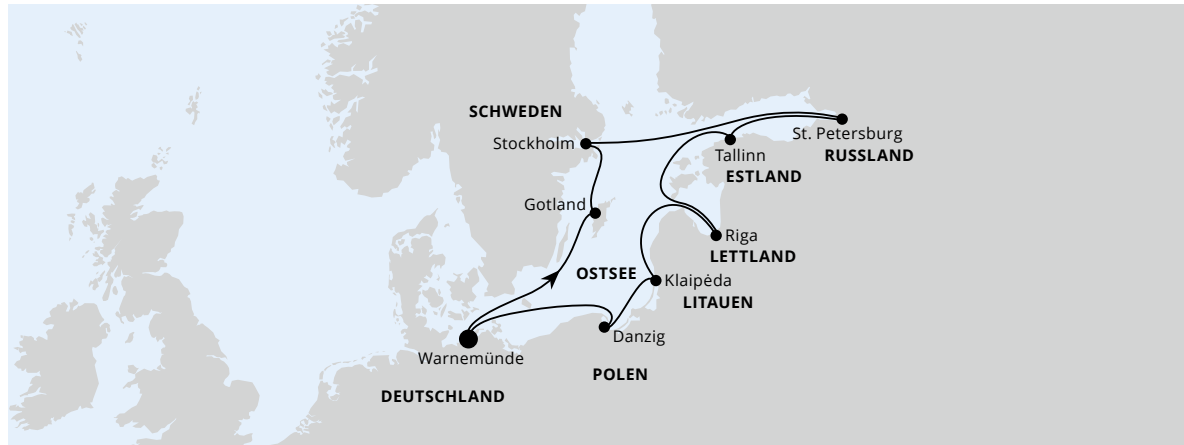 SCHWEDEN
Stockholm
St. Petersburg
RUSSLAND
Tallinn
ESTLAND
Gotland
Riga
LETTLAND
OSTSEE
Klaipėda
LITAUEN
Danzig
Warnemünde
POLEN
DEUTSCHLAND